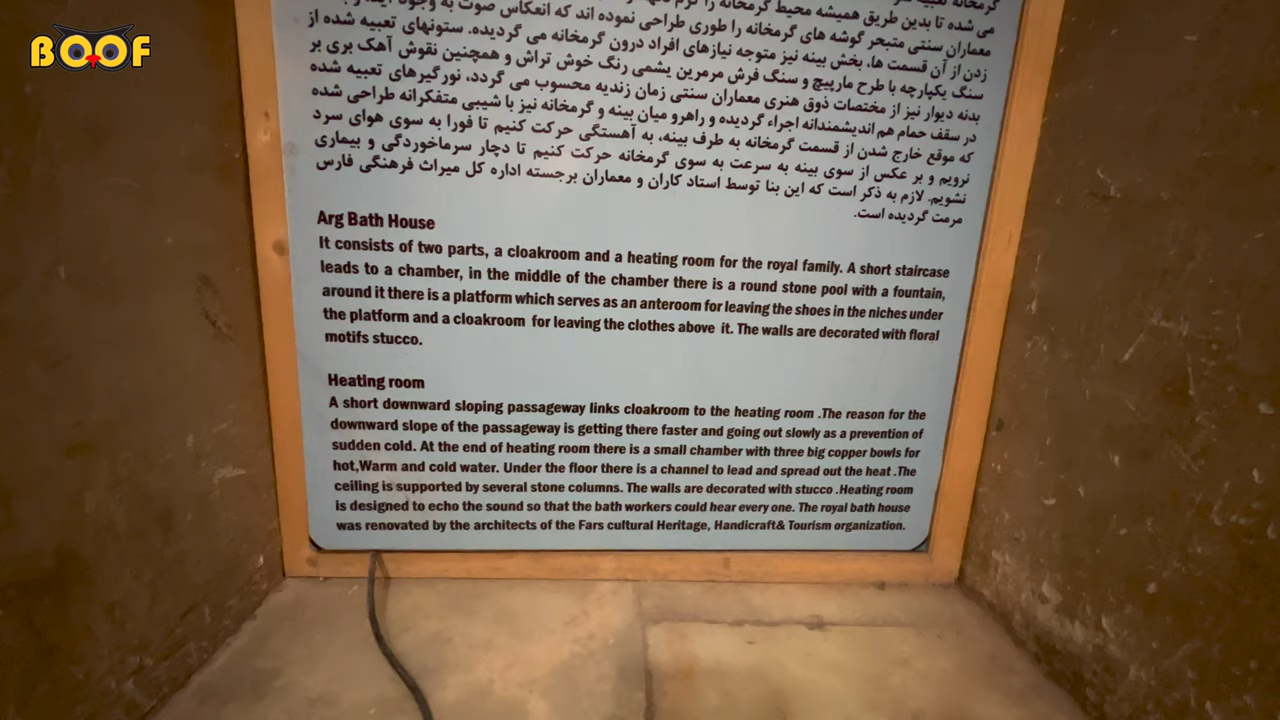 BOOF
گرمخانه
می شده تا بدین طریق همیشه محیط گرمخانه را گرم
معماران سنتی متبحر گوشه های گرمخانه را طوری طراحی نموده اند که انعکاس صوت به وجود
زدن از آن قسمت ها، بخش بینه نیز متوجه نیازهای افراد درون گرمخانه می گردیده. ستونهای تعبیه شده از
سنگ یکپارچه با طرح مارپیچ و سنگ فرش مرمرین یشمی رنگ خوش تراش و همچنین نقوش آهک بری بر
بدنه دیوار نیز از مختصات ذوق هنری معماران سنتی زمان زندیه محسوب می گردد، نورگیرهای تعبیه شده
در سقف حمام هم اندیشمندانه اجراء گردیده و راهرو میان بینه و گرمخانه نیز با شیبی متفکرانه طراحی شده
که موقع خارج شدن از قسمت گرمخانه به طرف بینه، به آهستگی حرکت کنیم تا فورا به سوی هوای سرد
نرویم و بر عکس از سوی بینه به سرعت به سوی گرمخانه حرکت کنیم تا دچار سرماخوردگی و بیماری
نشویم. لازم به ذکر است که این بنا توسط استاد کاران و معماران برجسته اداره کل میراث فرهنگی فارس
مرمت گردیده است.
Arg Bath House
It consists of two parts, a cloakroom and a heating room for the royal family. A short staircase
leads to a chamber, in the middle of the chamber there is a round stone pool with a fountain,
around it there is a platform which serves as an anteroom for leaving the shoes in the niches under
the platform and a cloakroom for leaving the clothes above it. The walls are decorated with floral
motifs stucco.
Heating room
A short downward sloping passageway links cloakroom to the heating room .The reason for the
downward slope of the passageway is getting there faster and going out slowly as a prevention of
sudden cold. At the end of heating room there is a small chamber with three big copper bowls for
hot,Warm and cold water. Under the floor there is a channel to lead and spread out the heat .The
ceiling is supported by several stone columns. The walls are decorated with stucco .Heating room
is designed to echo the sound so that the bath workers could hear every one. The royal bath house
was renovated by the architects of the Fars cultural Heritage, Handicraft& Tourism organization.